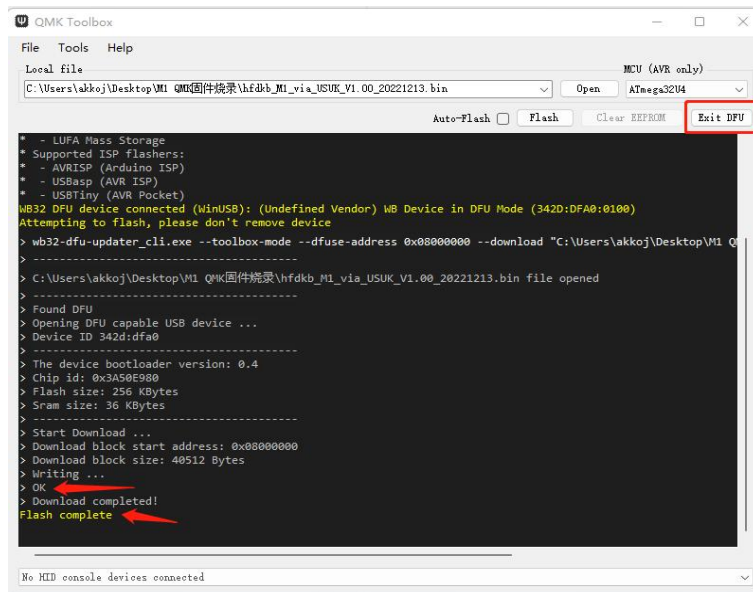 QMK Toolbox
File Tools Help
Local file
MCU (AVR only)
C:\Users\akkoj\Desktop\M1 QMK固件烧录\hfdkb_M1_via_USUK_V1.00_20221213.bin
Open
ATmega32U4
Auto-Flash
Flash
Clear EEPROM
Exit DFU
* - LUFA Mass Storage
* Supported ISP flashers:
* - AVRISP (Arduino ISP)
* - USBasp (AVR ISP)
* - USBTiny (AVR Pocket)
WB32 DFU device connected (WinUSB): (Undefined Vendor) WB Device in DFU Mode (342D:DFA0:0100)
Attempting to flash, please don't remove device
> wb32-dfu-updater_cli.exe --toolbox-mode --dfuse-address 0x08000000 --download "C:\Users\akkoj\Desktop\M1 Q
> ---------------------------------------
> C:\Users\akkoj\Desktop\M1 QMK固件烧录\hfdkb_M1_via_USUK_V1.00_20221213.bin file opened
> ---------------------------------------
> Found DFU
> Opening DFU capable USB device ...
> Device ID 342d:dfa0
> ---------------------------------------
> The device bootloader version: 0.4
> Chip id: 0x3A50E980
> Flash size: 256 KBytes
> Sram size: 36 KBytes
> ---------------------------------------
> Start Download ...
> Download block start address: 0x08000000
> Download block size: 40512 Bytes
> Writing ...
> OK
> Download completed!
Flash complete
No HID console devices connected